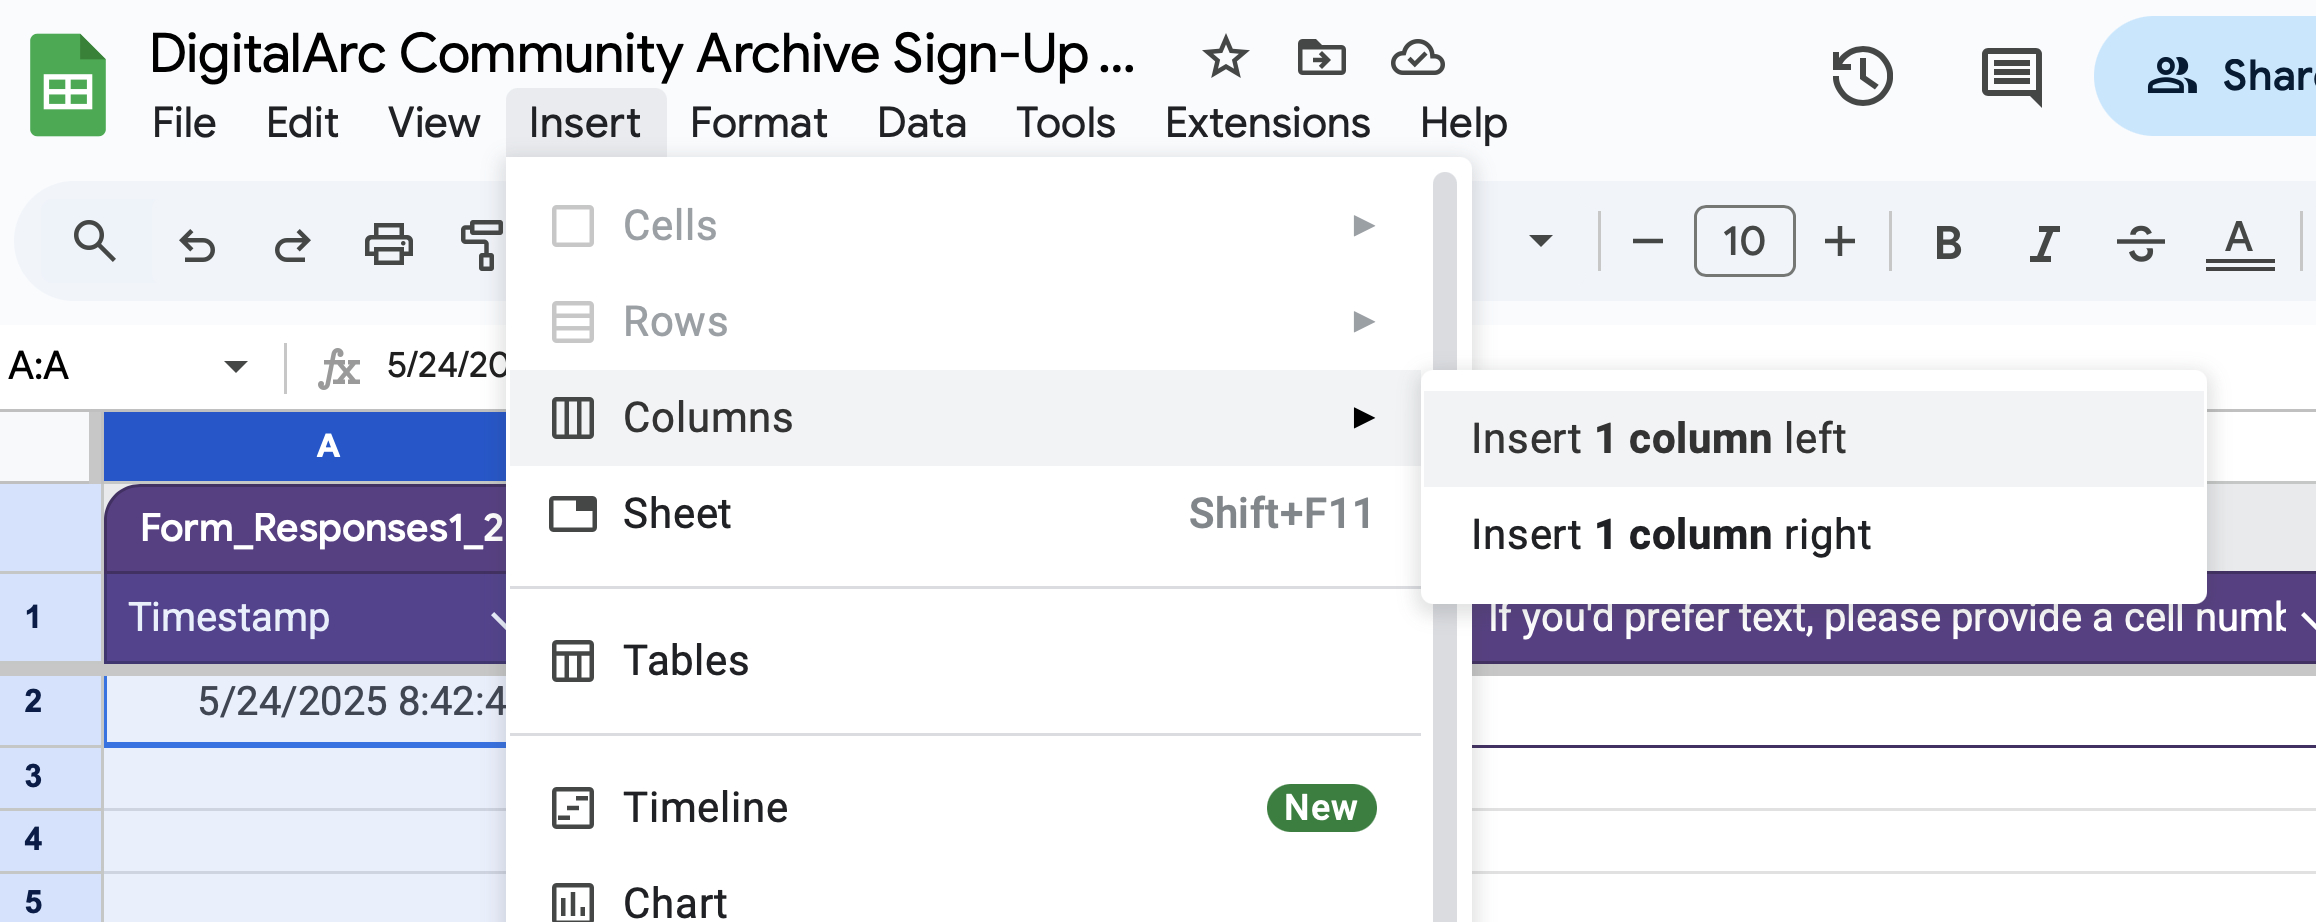 DigitalArc Community Archive Sign-Up ...
File Edit View Insert Format Data Tools Extensions Help
Share
10 B I S A
A:A fx 5/24/20
Cells
Rows
Columns
Insert 1 column left
Insert 1 column right
Sheet Shift+F11
Tables
Timeline New
Chart
A
Form_Responses1_2
1 Timestamp If you'd prefer text, please provide a cell numb
2 5/24/2025 8:42:4
3
4
5